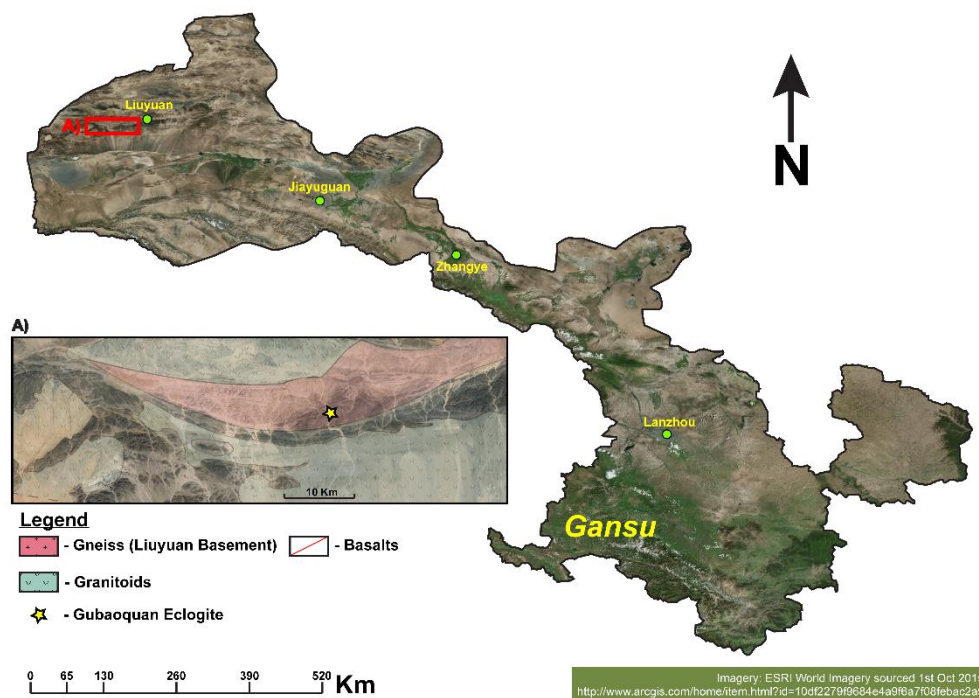 Liuyuan
A)
N
Jiayuguan
Zhangye
A)
10 Km
Lanzhou
Gansu
Legend
- Gneiss (Liuyuan Basement)
- Basalts
- Granitoids
- Gubaoquan Eclogite
0 65 130 260 390 520 Km
Imagery: ESRI World Imagery sourced 1st Oct